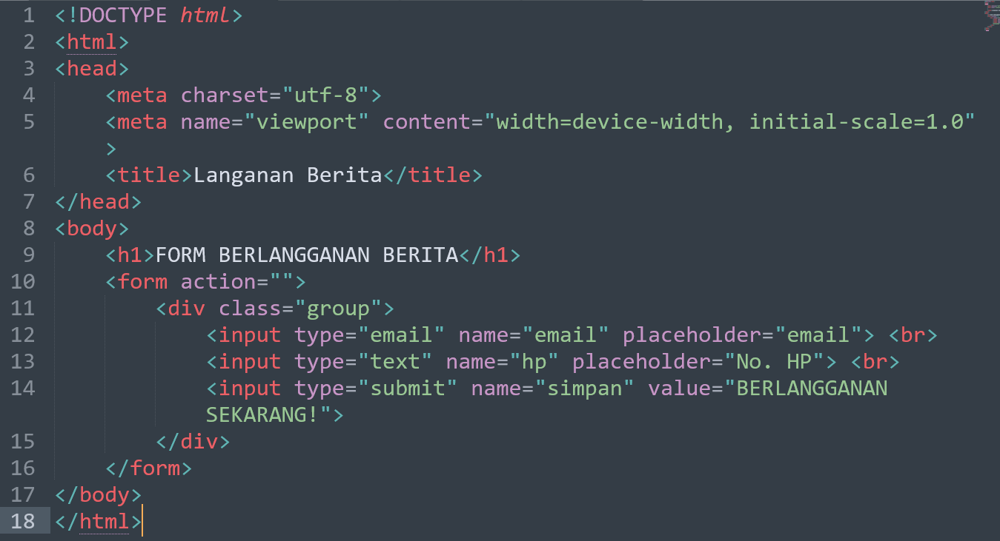 1 <!DOCTYPE html>
2 <html>
3 <head>
4     <meta charset="utf-8">
5     <meta name="viewport" content="width=device-width, initial-scale=1.0"
    >
6     <title>Langanan Berita</title>
7 </head>
8 <body>
9     <h1>FORM BERLANGGANAN BERITA</h1>
10     <form action="">
11         <div class="group">
12             <input type="email" name="email" placeholder="email"> <br>
13             <input type="text" name="hp" placeholder="No. HP"> <br>
14             <input type="submit" name="simpan" value="BERLANGGANAN
            SEKARANG!">
15         </div>
16     </form>
17 </body>
18 </html>